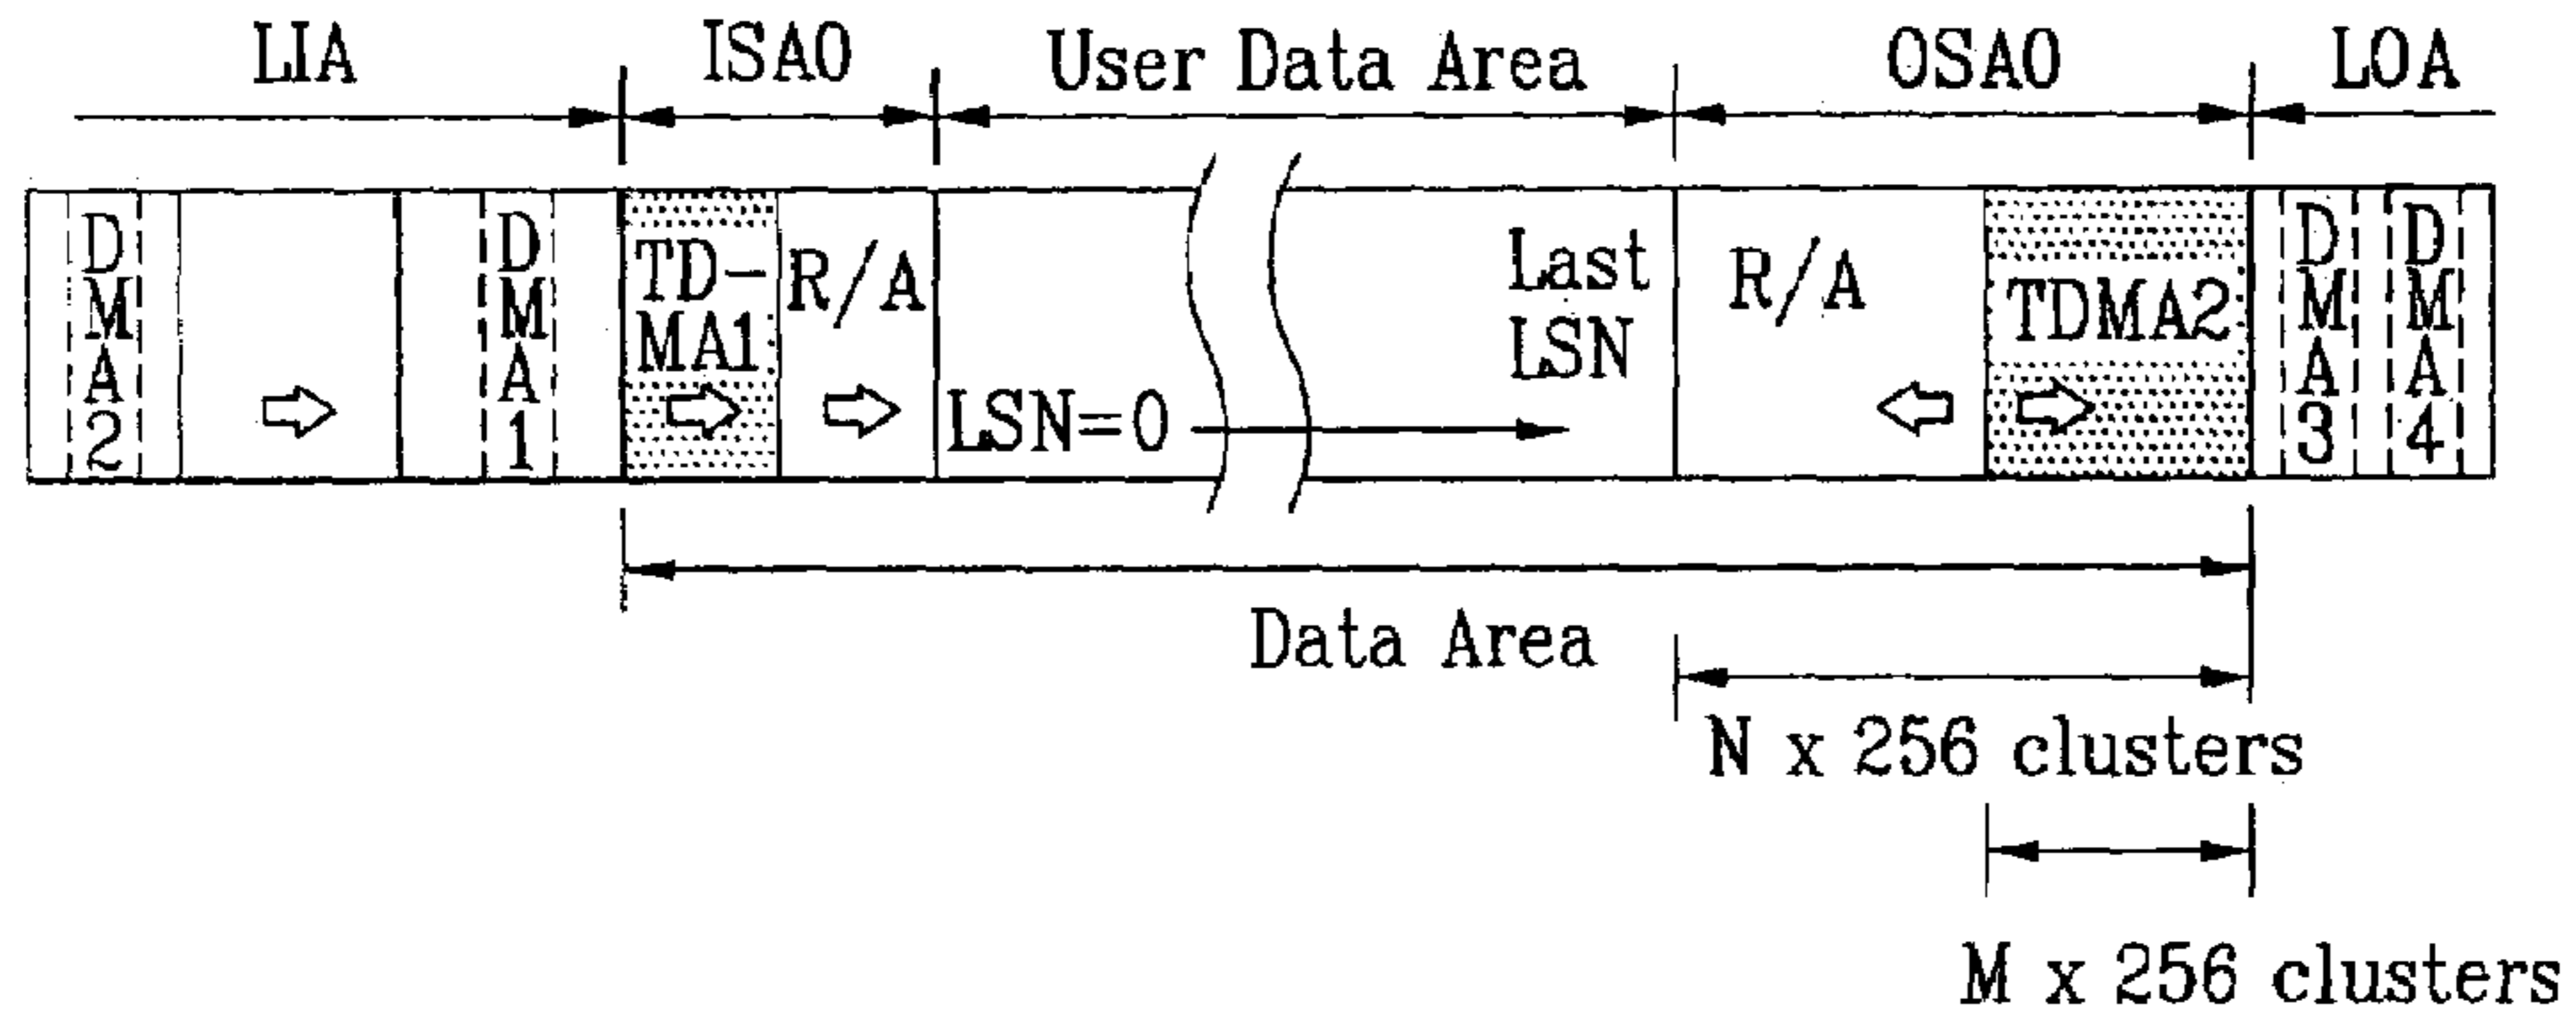 LIA
ISA0
User Data Area
OSA0
LOA
DMA2
DMA1
TD-
MA1
R/A
LSN=0
Last
LSN
R/A
TDMA2
DMA3
DMA4
Data Area
N x 256 clusters
M x 256 clusters